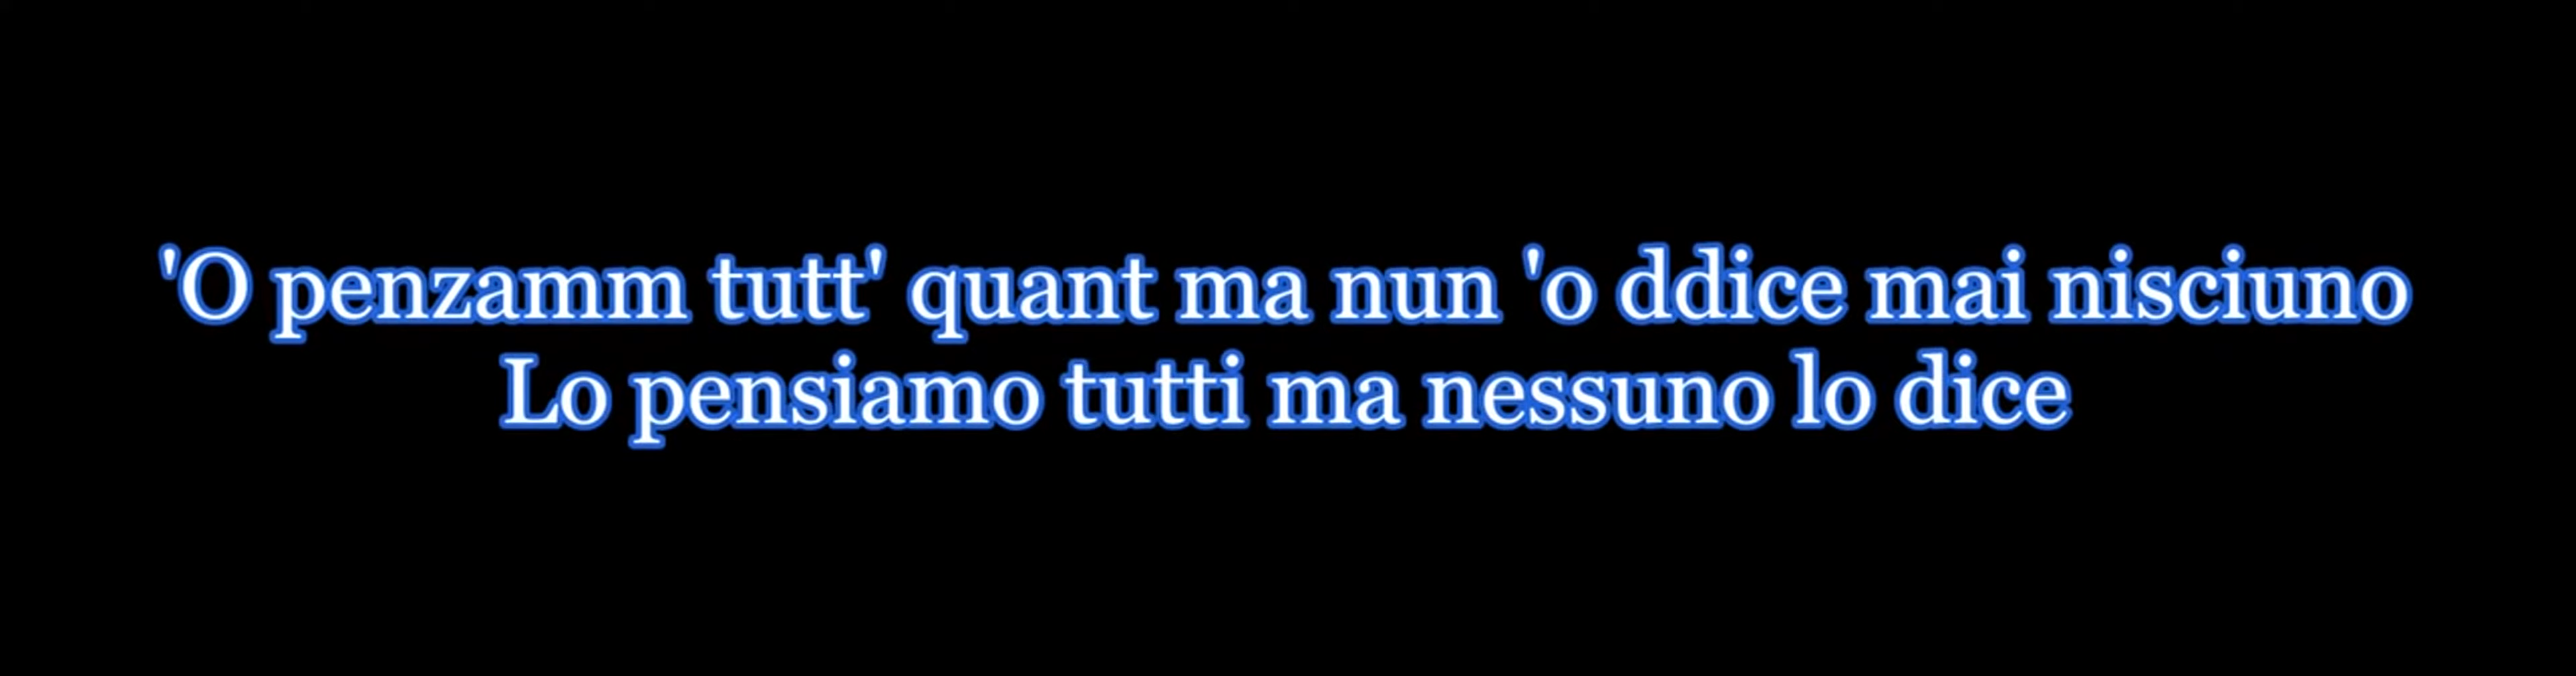 'O penzamm tutt' quant ma nun 'o ddice mai nisciuno
Lo pensiamo tutti ma nessuno lo dice